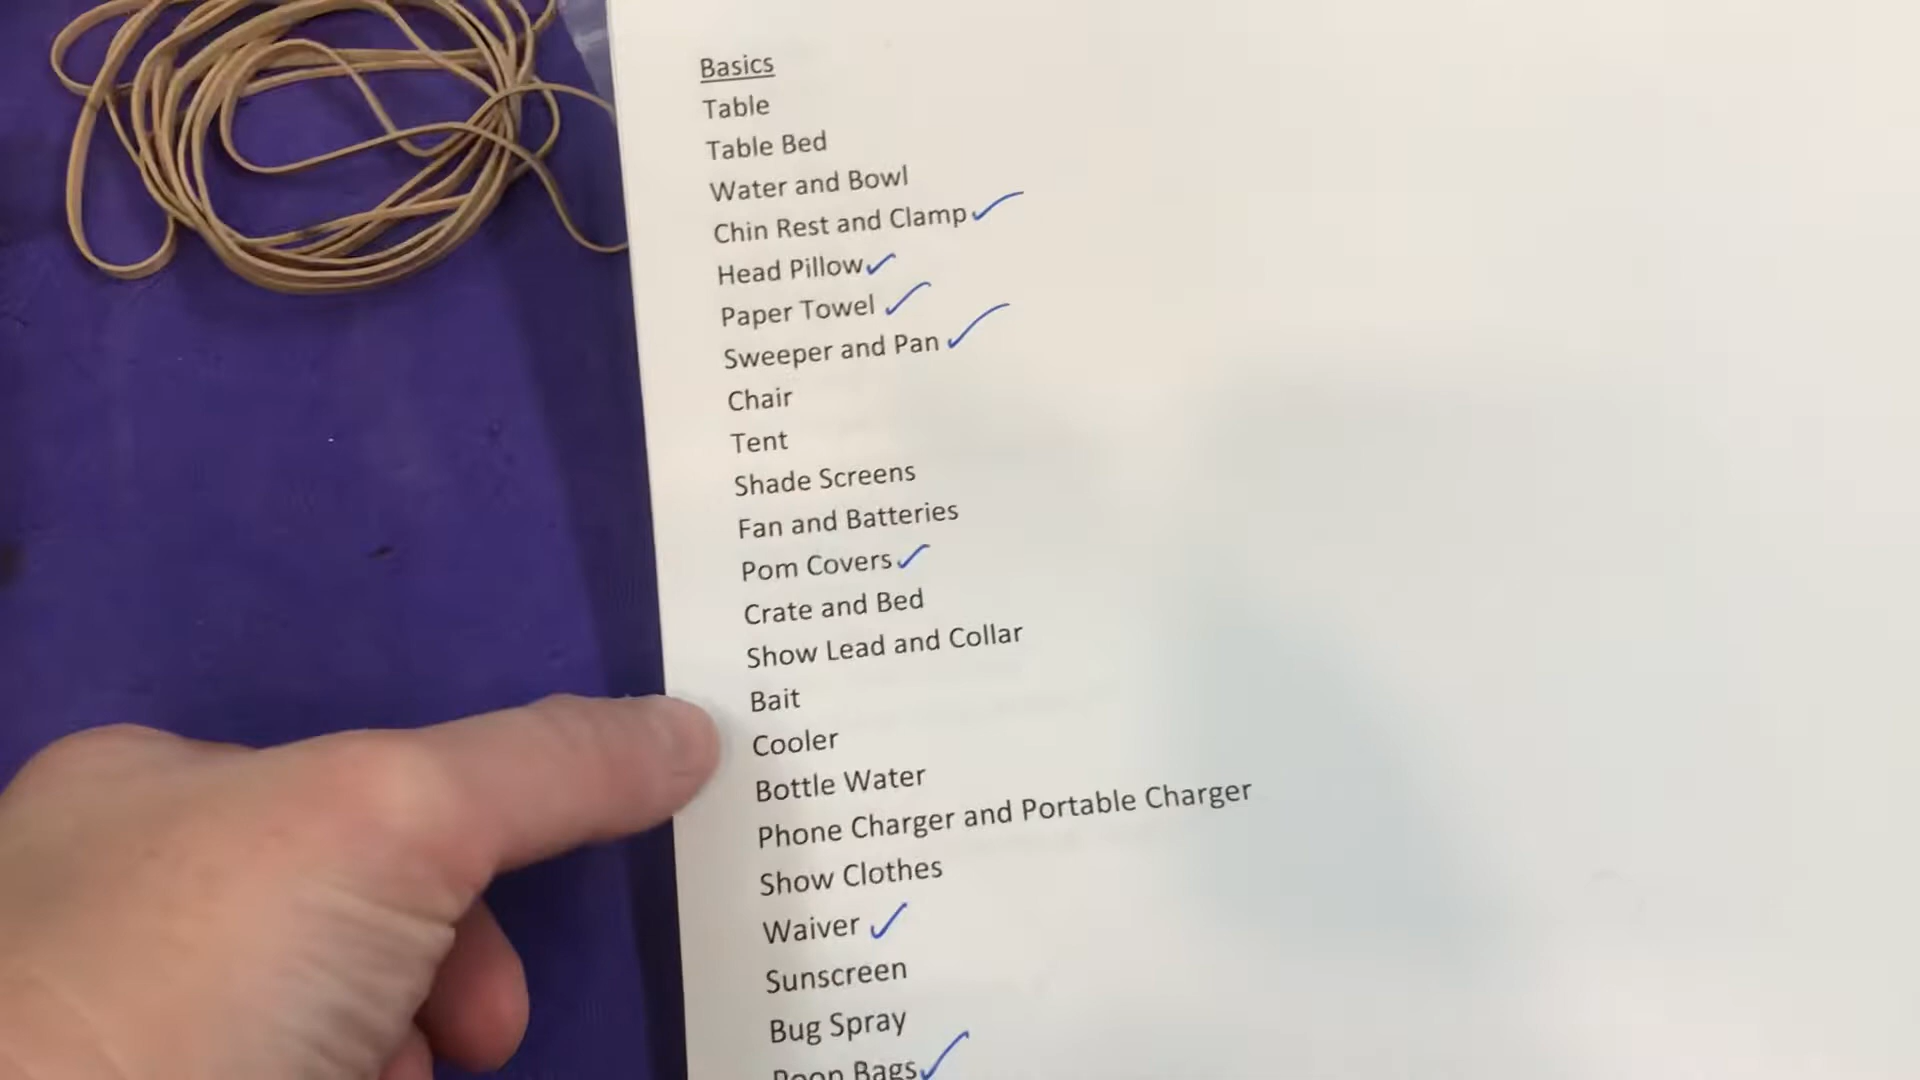 Basics
Table
Table Bed
Water and Bowl
Chin Rest and Clamp ✓
Head Pillow ✓
Paper Towel ✓
Sweeper and Pan ✓
Chair
Tent
Shade Screens
Fan and Batteries
Pom Covers ✓
Crate and Bed
Show Lead and Collar
Bait
Cooler
Bottle Water
Phone Charger and Portable Charger
Show Clothes
Waiver ✓
Sunscreen
Bug Spray
Poop Bags ✓